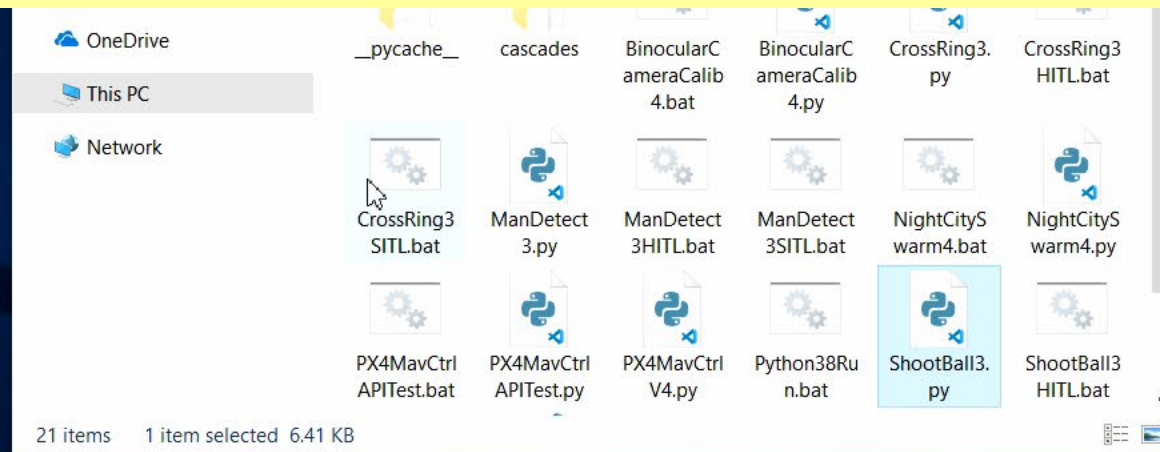 OneDrive
This PC
Network
__pycache__
cascades
BinocularC
ameraCalib
4.bat
BinocularC
ameraCalib
4.py
CrossRing3.
py
CrossRing3
HITL.bat
CrossRing3
SITL.bat
ManDetect
3.py
ManDetect
3HITL.bat
ManDetect
3SITL.bat
NightCityS
warm4.bat
NightCityS
warm4.py
PX4MavCtrl
APITest.bat
PX4MavCtrl
APITest.py
PX4MavCtrl
V4.py
Python38Ru
n.bat
ShootBall3.
py
ShootBall3
HITL.bat
21 items 1 item selected 6.41 KB